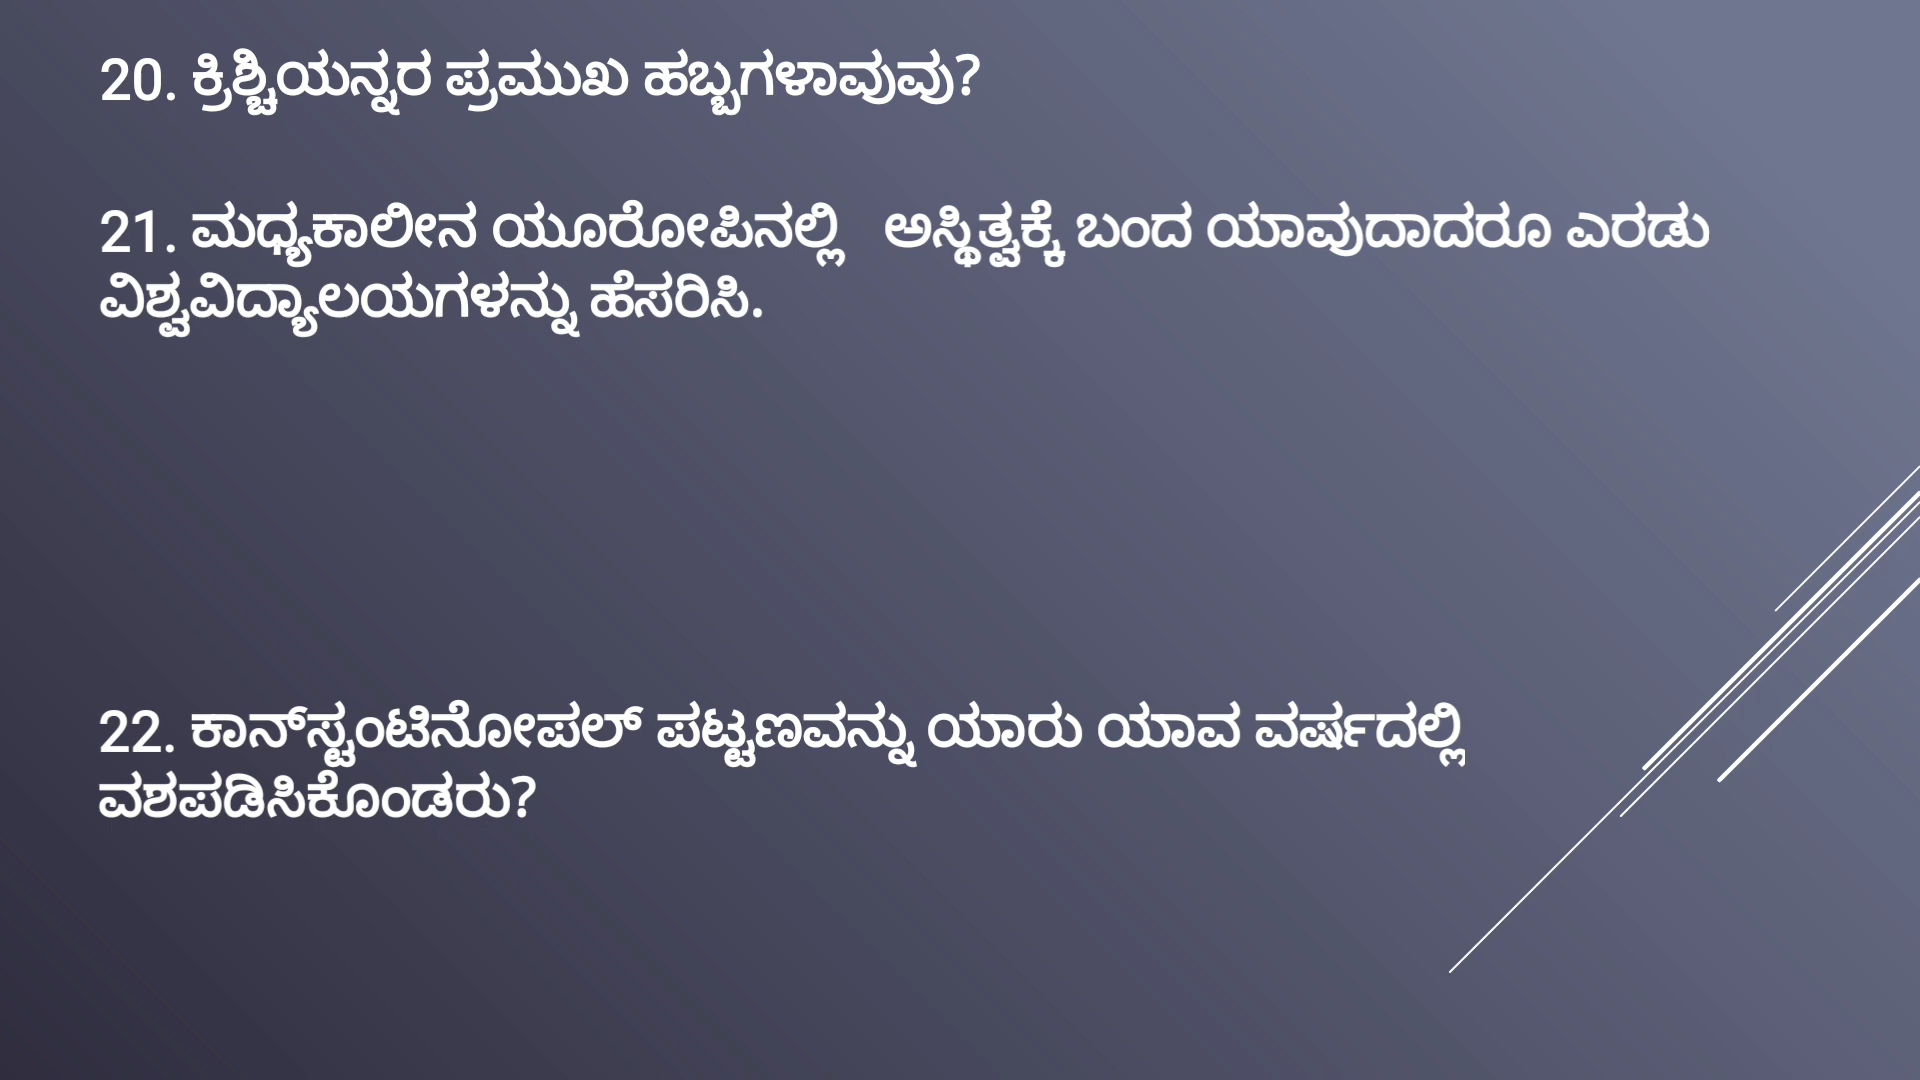 20. ಕ್ರಿಶ್ಚಿಯನ್ನರ ಪ್ರಮುಖ ಹಬ್ಬಗಳಾವುವು?
21. ಮಧ್ಯಕಾಲೀನ ಯೂರೋಪಿನಲ್ಲಿ ಅಸ್ಥಿತ್ವಕ್ಕೆ ಬಂದ ಯಾವುದಾದರೂ ಎರಡು
ವಿಶ್ವವಿದ್ಯಾಲಯಗಳನ್ನು ಹೆಸರಿಸಿ.
22. ಕಾನ್‌ಸ್ಟಂಟಿನೋಪಲ್ ಪಟ್ಟಣವನ್ನು ಯಾರು ಯಾವ ವರ್ಷದಲ್ಲಿ
ವಶಪಡಿಸಿಕೊಂಡರು?